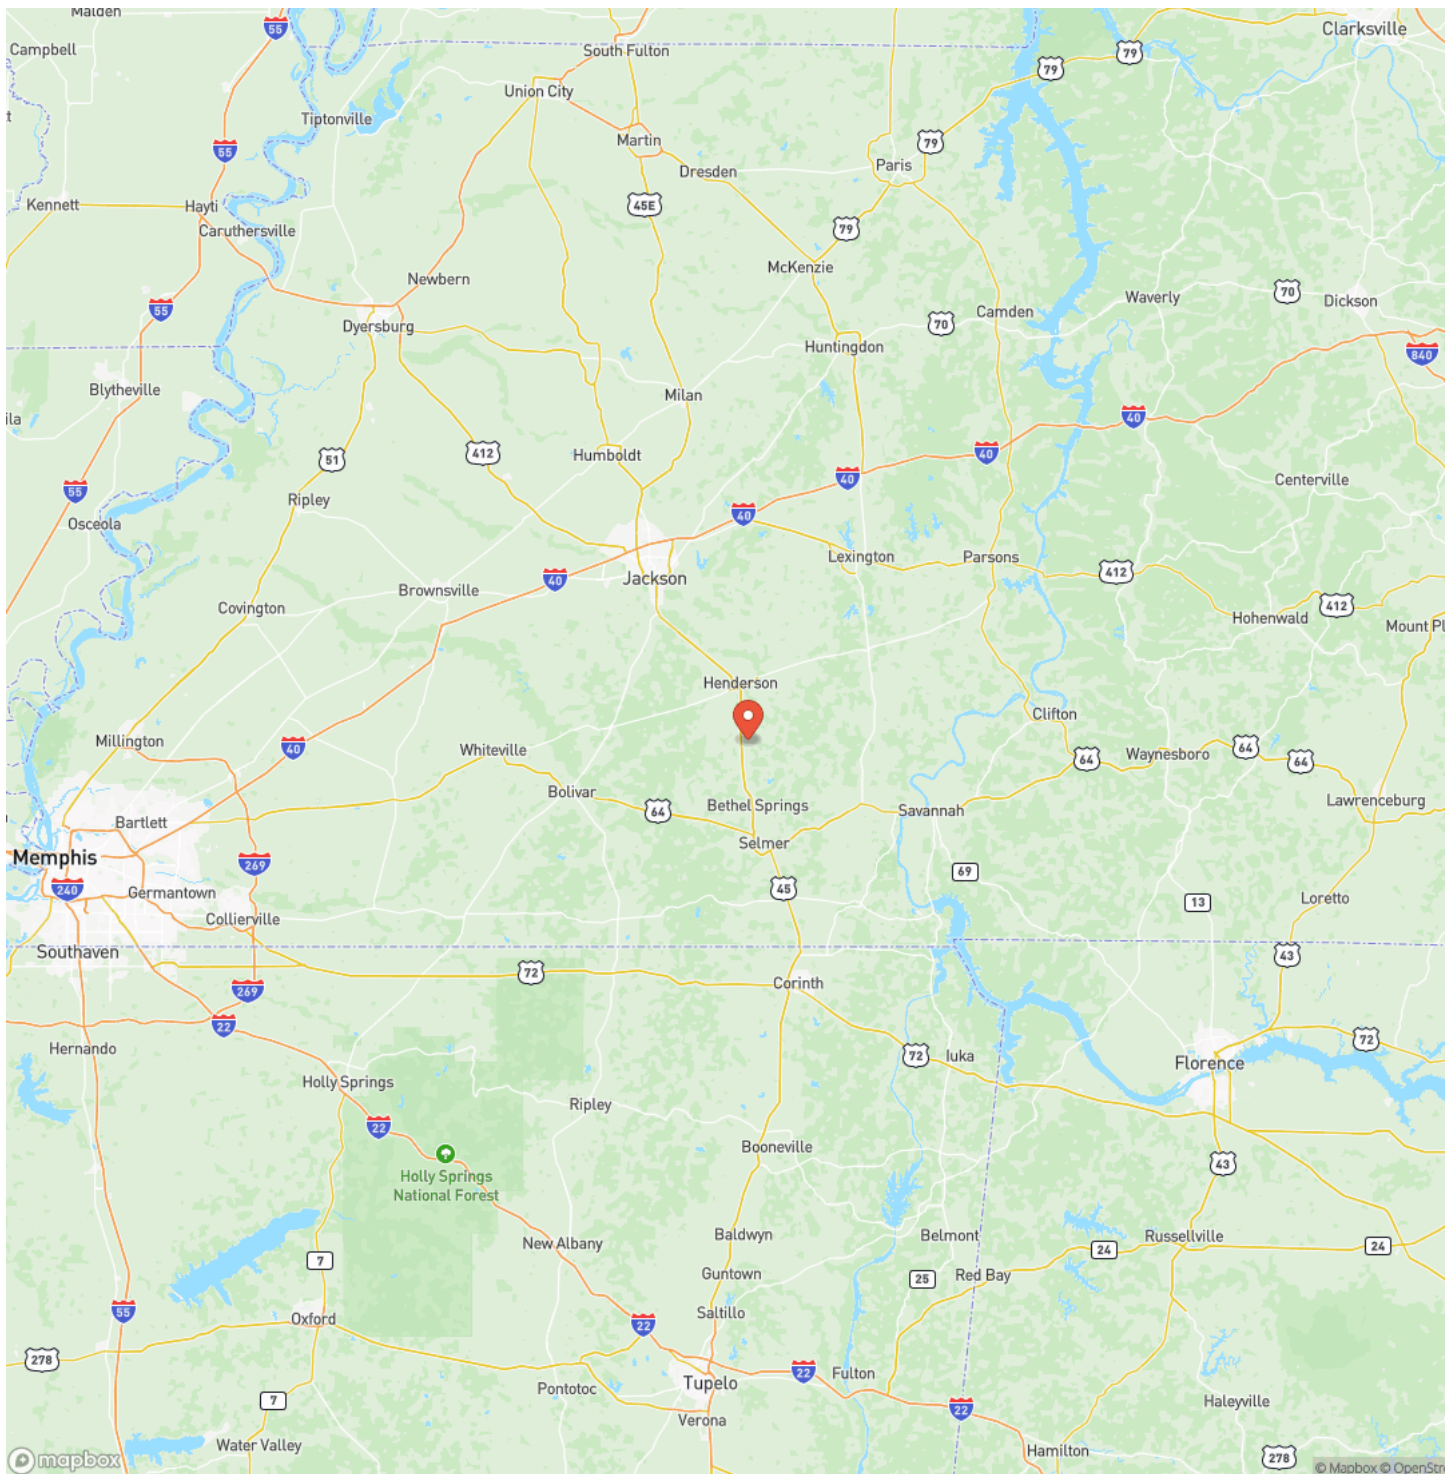 Malden
55
Clarksville
Campbell
South Fulton
79
79
Union City
Tiptonville
Martin
79
55
Dresden
Paris
Kennett
Hayti
45E
Caruthersville
79
McKenzie
Newbern
70
Waverly
Dickson
55
Camden
70
Dyersburg
Huntingdon
840
Blytheville
Milan
ila
40
51
412
Humboldt
40
40
Centerville
55
Ripley
40
Osceola
Lexington
Parsons
412
40
Jackson
Brownsville
412
Covington
Hohenwald
Mount Pl
Henderson
Clifton
Millington
40
Whiteville
64
Waynesboro
64
64
Bolivar
64
Bethel Springs
Savannah
Lawrenceburg
Bartlett
Selmer
Memphis
269
69
240
Germantown
45
13
Loretto
Collierville
Southaven
43
72
Corinth
269
22
72
Hernando
72
Iuka
Florence
Holly Springs
Ripley
22
Booneville
Holly Springs
National Forest
43
Baldwyn
Belmont
Russellville
New Albany
24
24
7
Guntown
25
Red Bay
55
Saltillo
Oxford
22
278
22
Fulton
Tupelo
Pontotoc
7
22
Haleyville
Verona
Water Valley
Hamilton
278
mapbox
© Mapbox © OpenStre